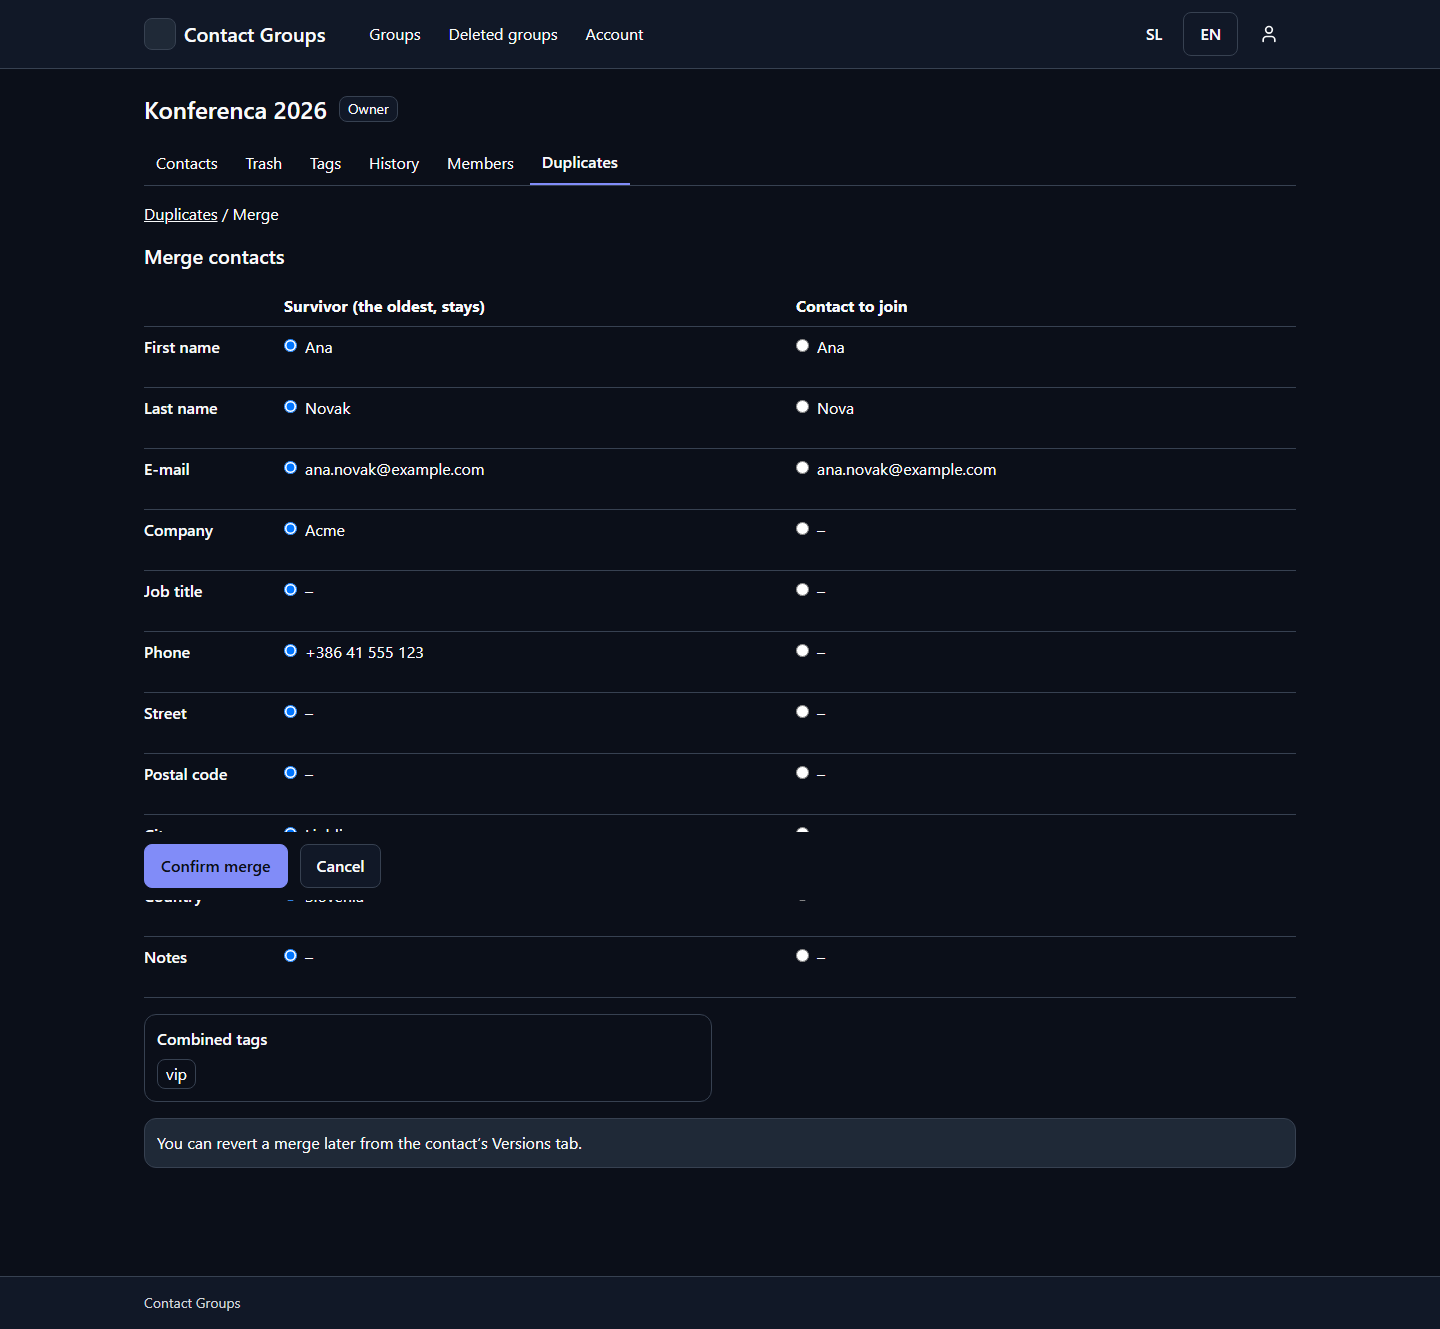 Contact Groups Groups Deleted groups Account SL EN
Konferenca 2026 Owner
Contacts Trash Tags History Members Duplicates
Duplicates / Merge
Merge contacts
Survivor (the oldest, stays) Contact to join
First name Ana Ana
Last name Novak Nova
E-mail ana.novak@example.com ana.novak@example.com
Company Acme –
Job title – –
Phone +386 41 555 123 –
Street – –
Postal code – –
Confirm merge Cancel
Country Slovenia
Notes – –
Combined tags
vip
You can revert a merge later from the contact's Versions tab.
Contact Groups